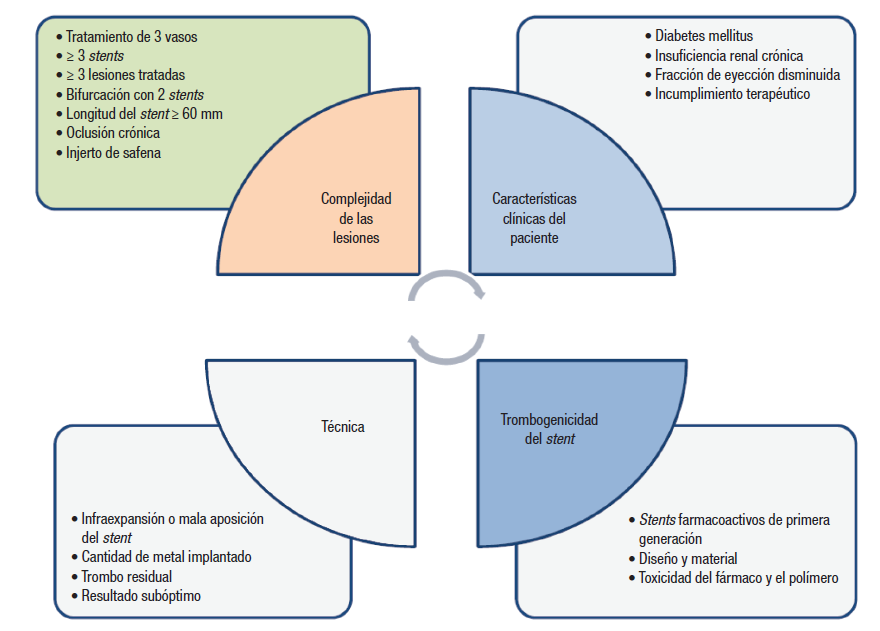 • Tratamiento de 3 vasos
• ≥ 3 stents
• ≥ 3 lesiones tratadas
• Bifurcación con 2 stents
• Longitud del stent ≥ 60 mm
• Oclusión crónica
• Injerto de safena
Complejidad
de las
lesiones
• Diabetes mellitus
• Insuficiencia renal crónica
• Fracción de eyección disminuida
• Incumplimiento terapéutico
Características
clínicas del
paciente
Técnica
• Infraexpansión o mala aposición
del stent
• Cantidad de metal implantado
• Trombo residual
• Resultado subóptimo
Trombogenicidad
del stent
• Stents farmacoactivos de primera
generación
• Diseño y material
• Toxicidad del fármaco y el polímero